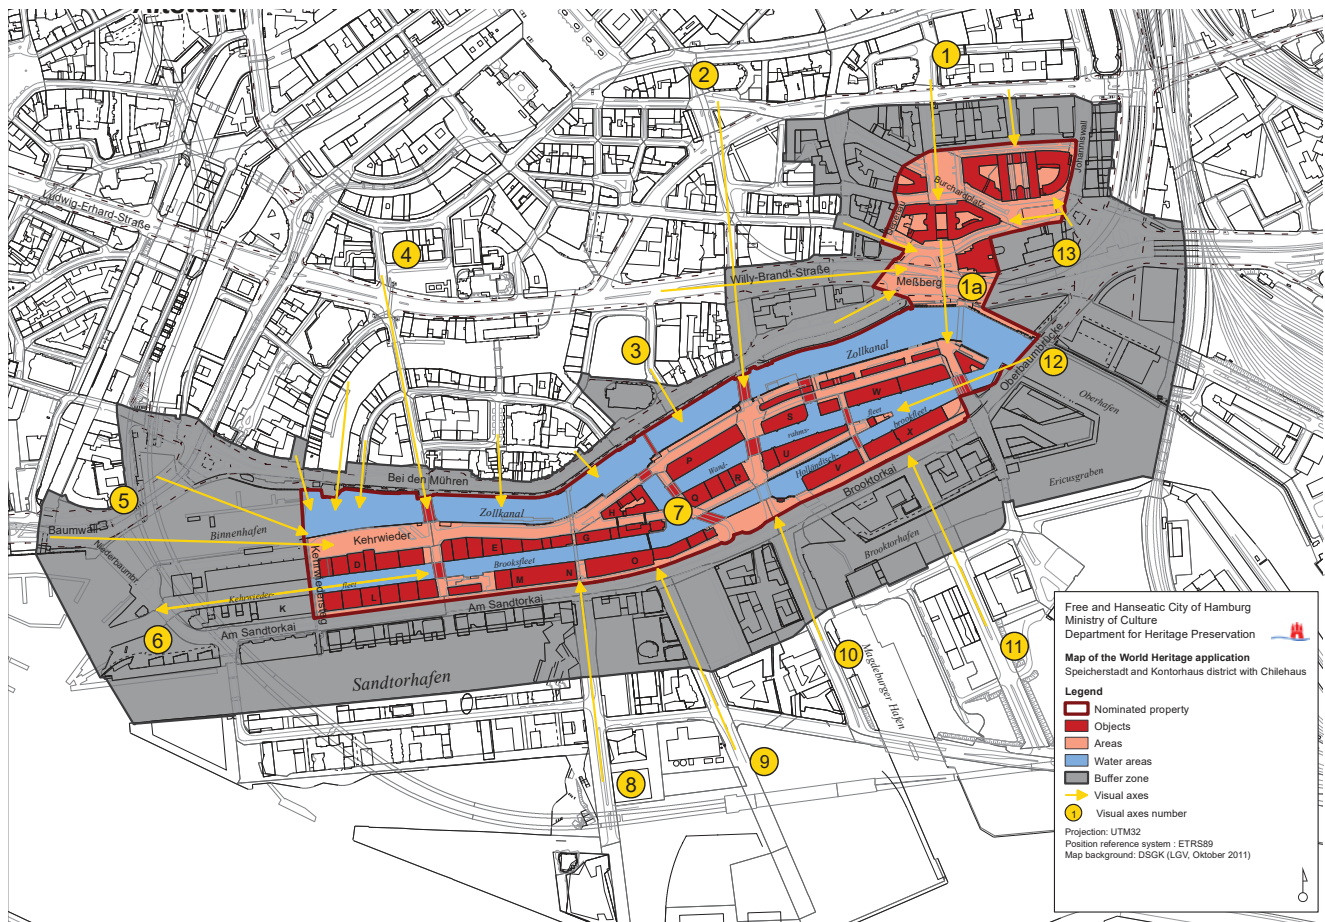 1
2
Johanniswall
Burchardplatz
Ludwig-Erhard-Straße
4
13
Willy-Brandt-Straße
Meßberg
1a
3
Zollkanal
12
Oberbaumbrücke
Oberhafen
W
fleet
S
rahms-
brookfleet
X
P
U
Holländisch-
Wand-
V
R
Brooktorkai
Ericusgraben
Bei den Mühren
5
Q
Baumwall
Binnenhafen
Zollkanal
H
7
Kehrwieder
G
E
Brooktorhafen
Niederbaumbr.
Kehrwiedersteg
D
Brooksfleet
O
N
M
fleet
Kehrwieder-
L
K
Am Sandtorkai
Am Sandtorkai
6
Sandtorhafen
10
11
Magdeburger Hafen
9
8
Free and Hanseatic City of Hamburg
Ministry of Culture
Department for Heritage Preservation
Map of the World Heritage application
Speicherstadt and Kontorhaus district with Chilehaus
Legend
Nominated property
Objects
Areas
Water areas
Buffer zone
Visual axes
1 Visual axes number
Projection: UTM32
Position reference system : ETRS89
Map background: DSGK (LGV, Oktober 2011)